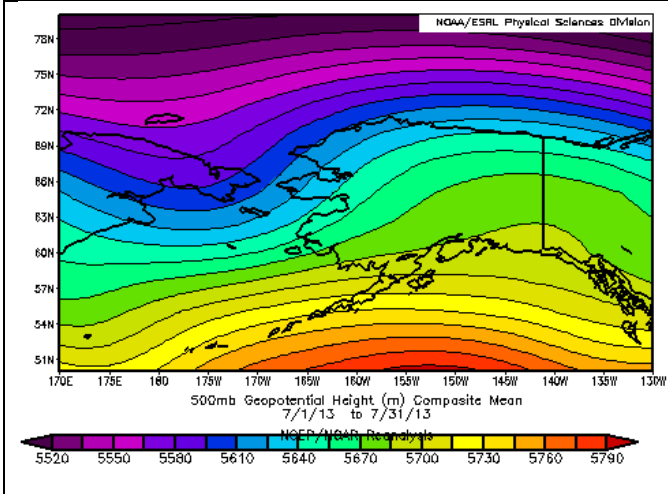 NOAA/ESRL Physical Sciences Division
78N
75N
72N
69N
66N
63N
60N
57N
54N
51N
170E 175E 180 175W 170W 165W 160W 155W 150W 145W 140W 135W 130W
500mb Geopotential Height (m) Composite Mean
7/1/13 to 7/31/13
NCEP/NCAR Reanalysis
5520 5550 5580 5610 5640 5670 5700 5730 5760 5790